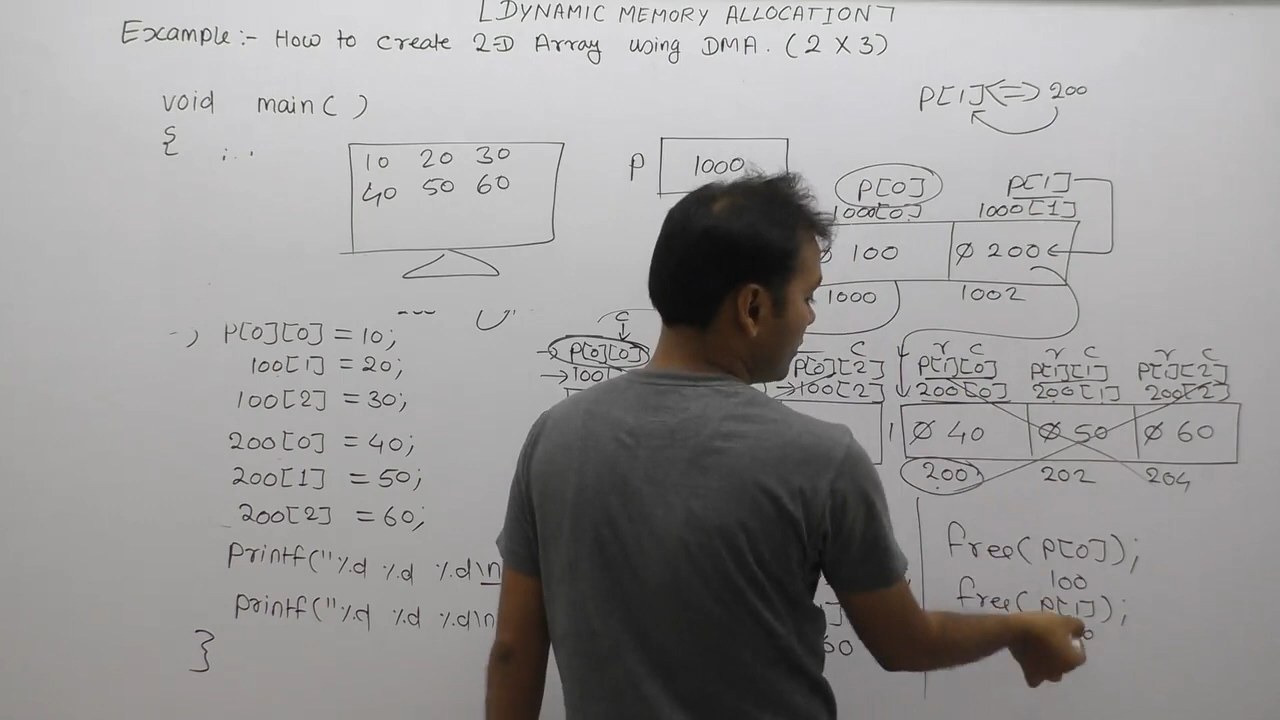 [DYNAMIC MEMORY ALLOCATION]
Example:- How to create 2-D Array using DMA. (2 X 3)
void main( )
{ ;..
10 20 30
40 50 60
P 1000
P[1] <=> 200
P[0] P[1]
1000[0] 1000[1]
Ø 100 Ø 200
1000 1002
C
P[0][0]
C
P[0][2]
100[2]
r C r C r C
P[1][0] P[1][1] P[1][2]
200[0] 200[1] 200[2]
1 Ø 40 Ø 50 Ø 60
200 202 204
, P[0][0] = 10;
100[1] = 20;
100[2] = 30;
200[0] = 40;
200[1] = 50;
200[2] = 60;
printf("%d %d %d\n
printf("%d %d %d\n
}
60
free(P[0]);
100
free(P[1]);